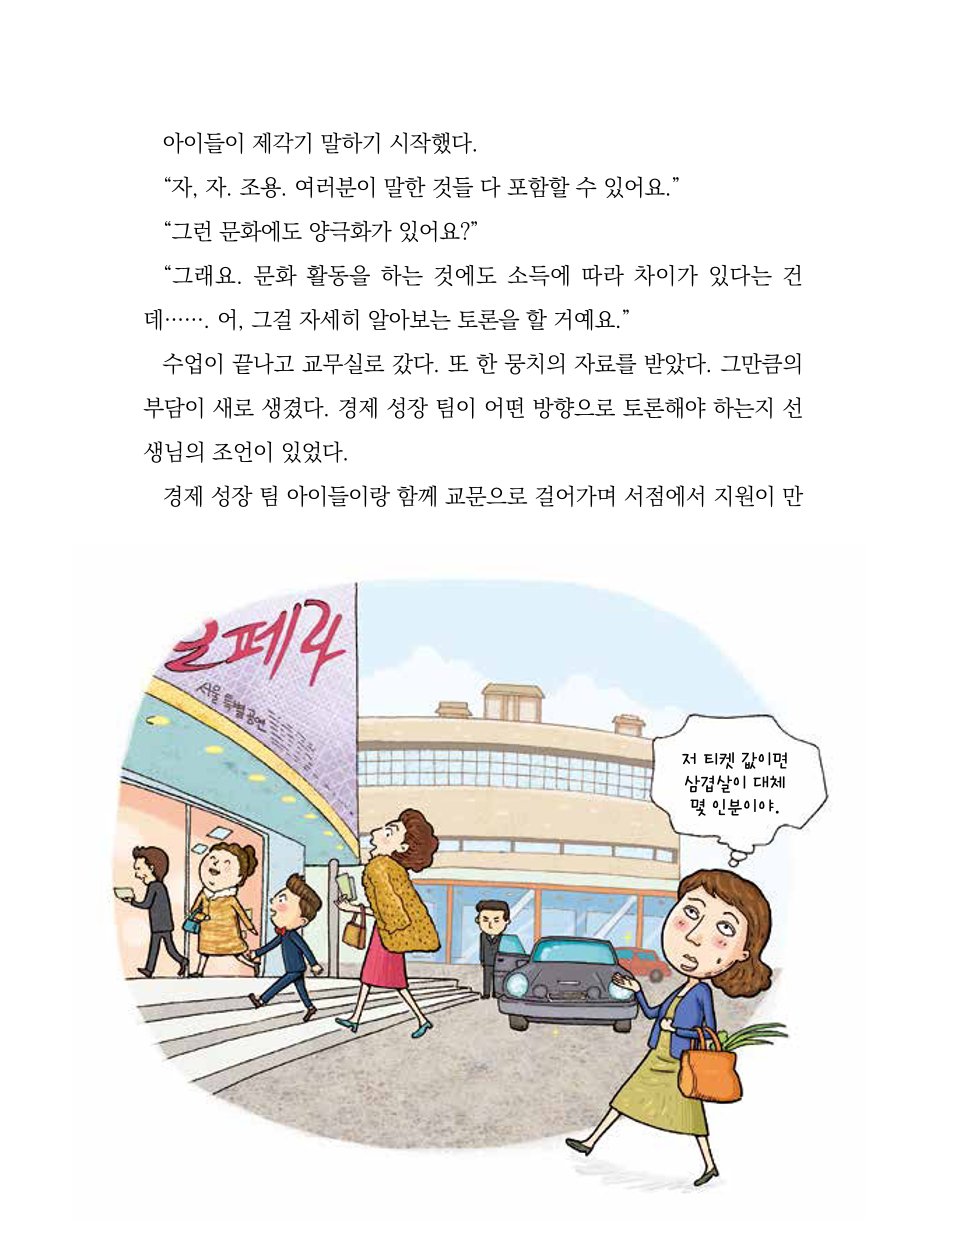 아이들이 제각기 말하기 시작했다.
“자, 자. 조용. 여러분이 말한 것들 다 포함할 수 있어요.”
“그런 문화에도 양극화가 있어요?”
“그래요. 문화 활동을 하는 것에도 소득에 따라 차이가 있다는 건
데……. 어, 그걸 자세히 알아보는 토론을 할 거예요.”
수업이 끝나고 교무실로 갔다. 또 한 뭉치의 자료를 받았다. 그만큼의
부담이 새로 생겼다. 경제 성장 팀이 어떤 방향으로 토론해야 하는지 선
생님의 조언이 있었다.
경제 성장 팀 아이들이랑 함께 교문으로 걸어가며 서점에서 지원이 만
페라
서울 특별 공연
저 티켓 값이면
삼겹살이 대체
몇 인분이야.